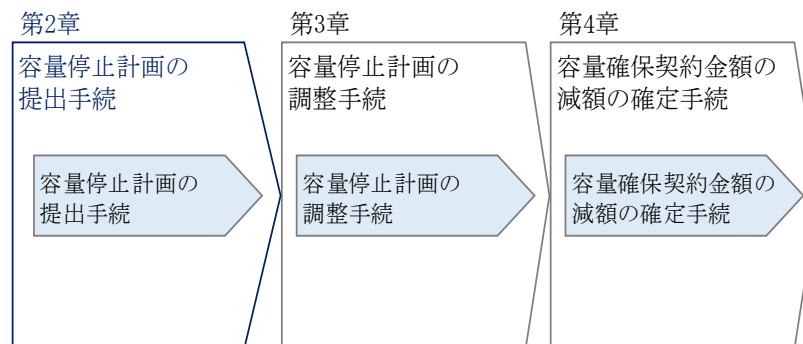 第2章
容量停止計画の
提出手続
容量停止計画の
提出手続
第3章
容量停止計画の
調整手続
容量停止計画の
調整手続
第4章
容量確保契約金額の
減額の確定手続
容量確保契約金額の
減額の確定手続